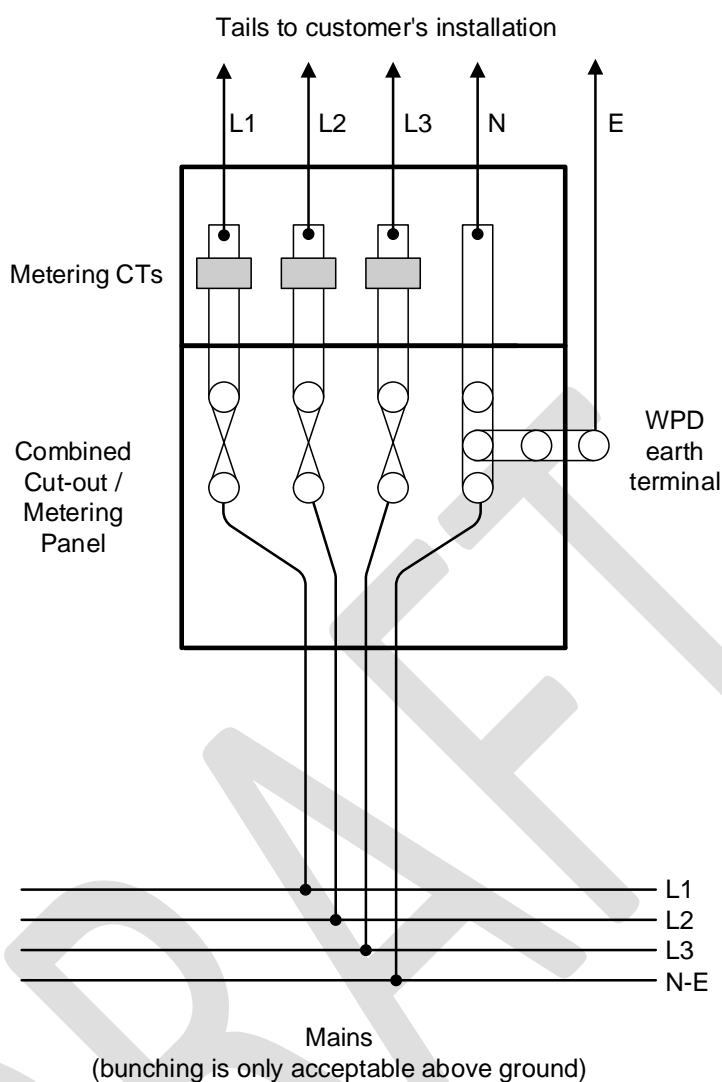 Tails to customer's installation
L1
L2
L3
N
E
Metering CTs
Combined
Cut-out /
Metering
Panel
WPD
earth
terminal
L1
L2
L3
N-E
Mains
(bunching is only acceptable above ground)
DRAFT